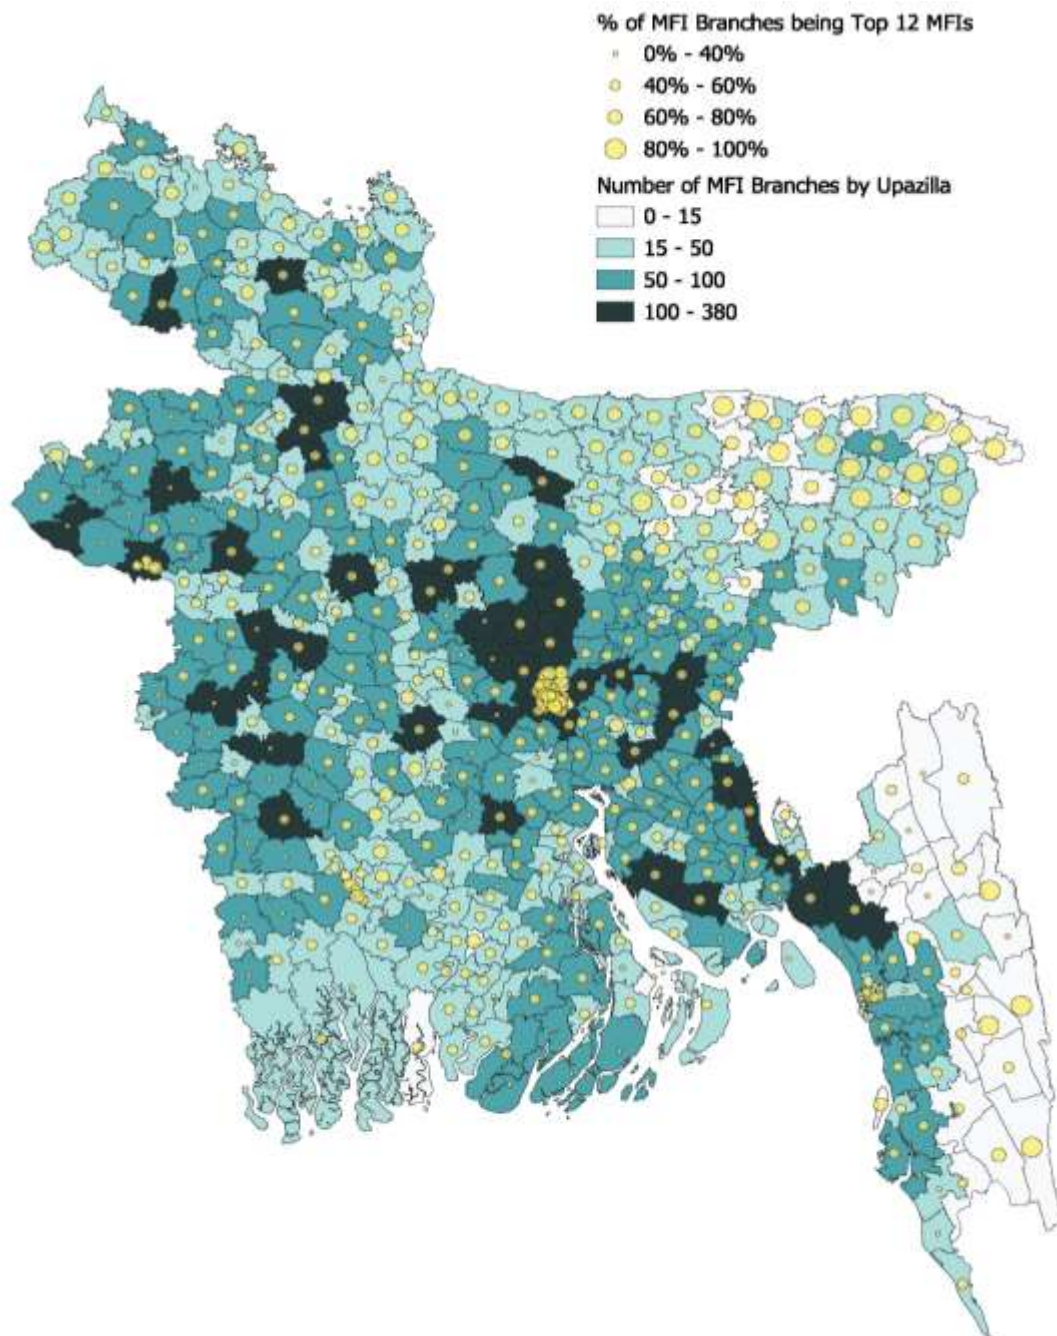 % of MFI Branches being Top 12 MFIs
0% - 40%
40% - 60%
60% - 80%
80% - 100%
Number of MFI Branches by Upazilla
0 - 15
15 - 50
50 - 100
100 - 380